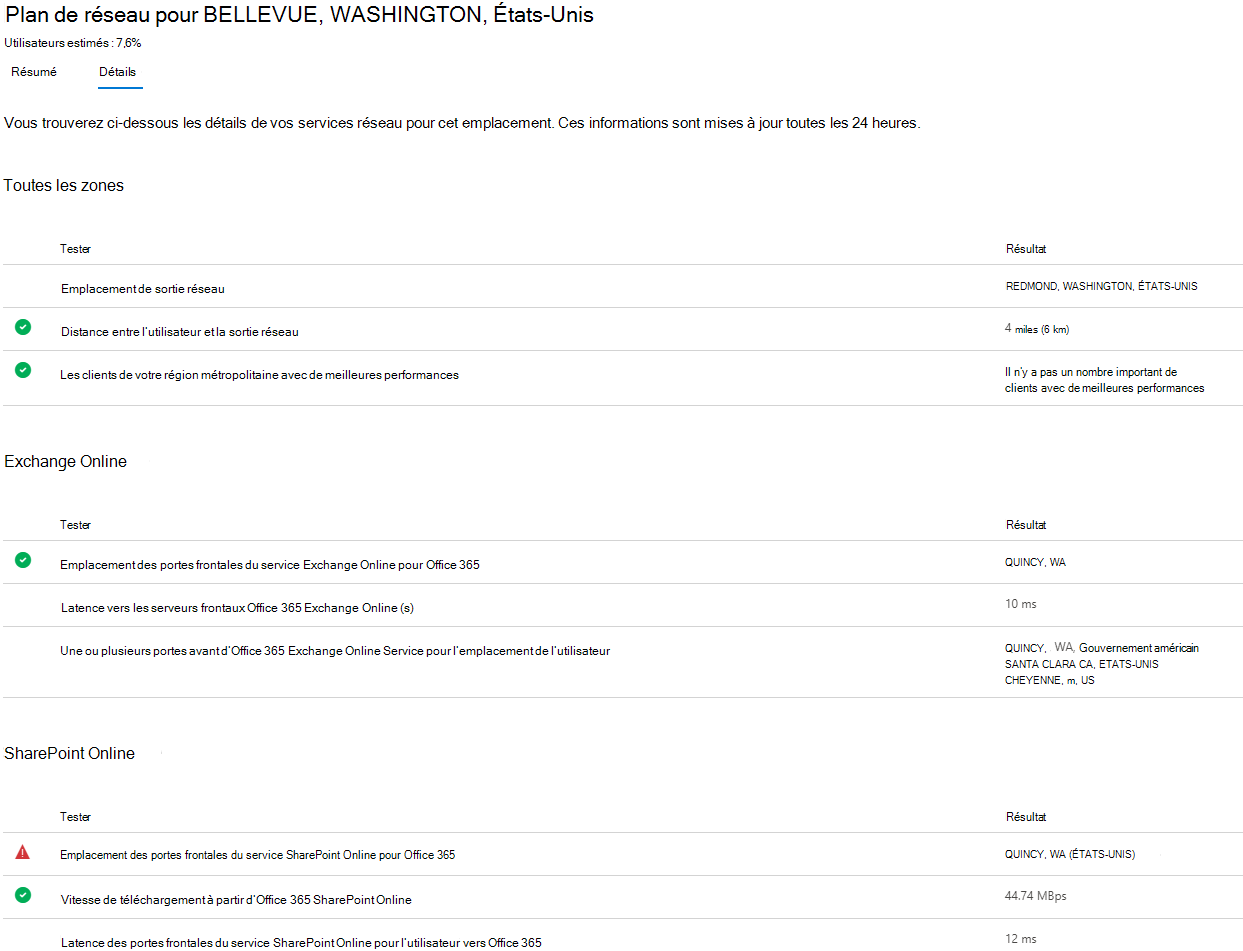 Plan de réseau pour BELLEVUE, WASHINGTON, États-Unis
Utilisateurs estimés : 7,6%
Résumé Détails
Vous trouverez ci-dessous les détails de vos services réseau pour cet emplacement. Ces informations sont mises à jour toutes les 24 heures.
Toutes les zones
Tester Résultat
Emplacement de sortie réseau REDMOND, WASHINGTON, ÉTATS-UNIS
Distance entre l'utilisateur et la sortie réseau 4 miles (6 km)
Les clients de votre région métropolitaine avec de meilleures performances Il n'y a pas un nombre important de
clients avec de meilleures performances
Exchange Online
Tester Résultat
Emplacement des portes frontales du service Exchange Online pour Office 365 QUINCY, WA
Latence vers les serveurs frontaux Office 365 Exchange Online (s) 10 ms
Une ou plusieurs portes avant d'Office 365 Exchange Online Service pour l'emplacement de l'utilisateur QUINCY, WA, Gouvernement américain
SANTA CLARA CA, ETATS-UNIS
CHEYENNE, m, US
SharePoint Online
Tester Résultat
Emplacement des portes frontales du service SharePoint Online pour Office 365 QUINCY, WA (ÉTATS-UNIS)
Vitesse de téléchargement à partir d'Office 365 SharePoint Online 44.74 MBps
Latence des portes frontales du service SharePoint Online pour l'utilisateur vers Office 365 12 ms